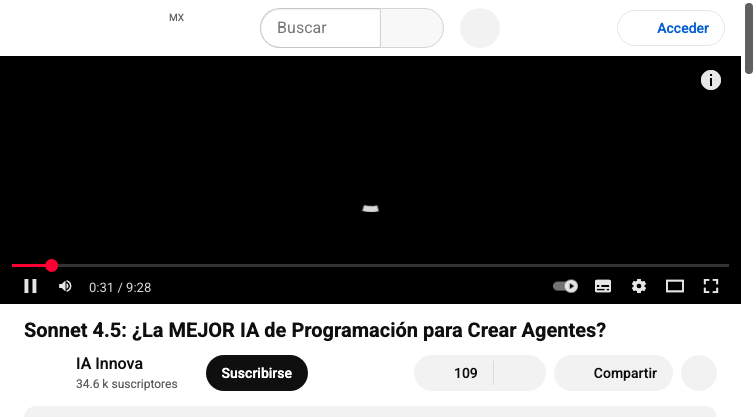 MX
Buscar
Acceder
0:31 / 9:28
Sonnet 4.5: ¿La MEJOR IA de Programación para Crear Agentes?
IA Innova
34.6 k suscriptores
Suscribirse
109
Compartir